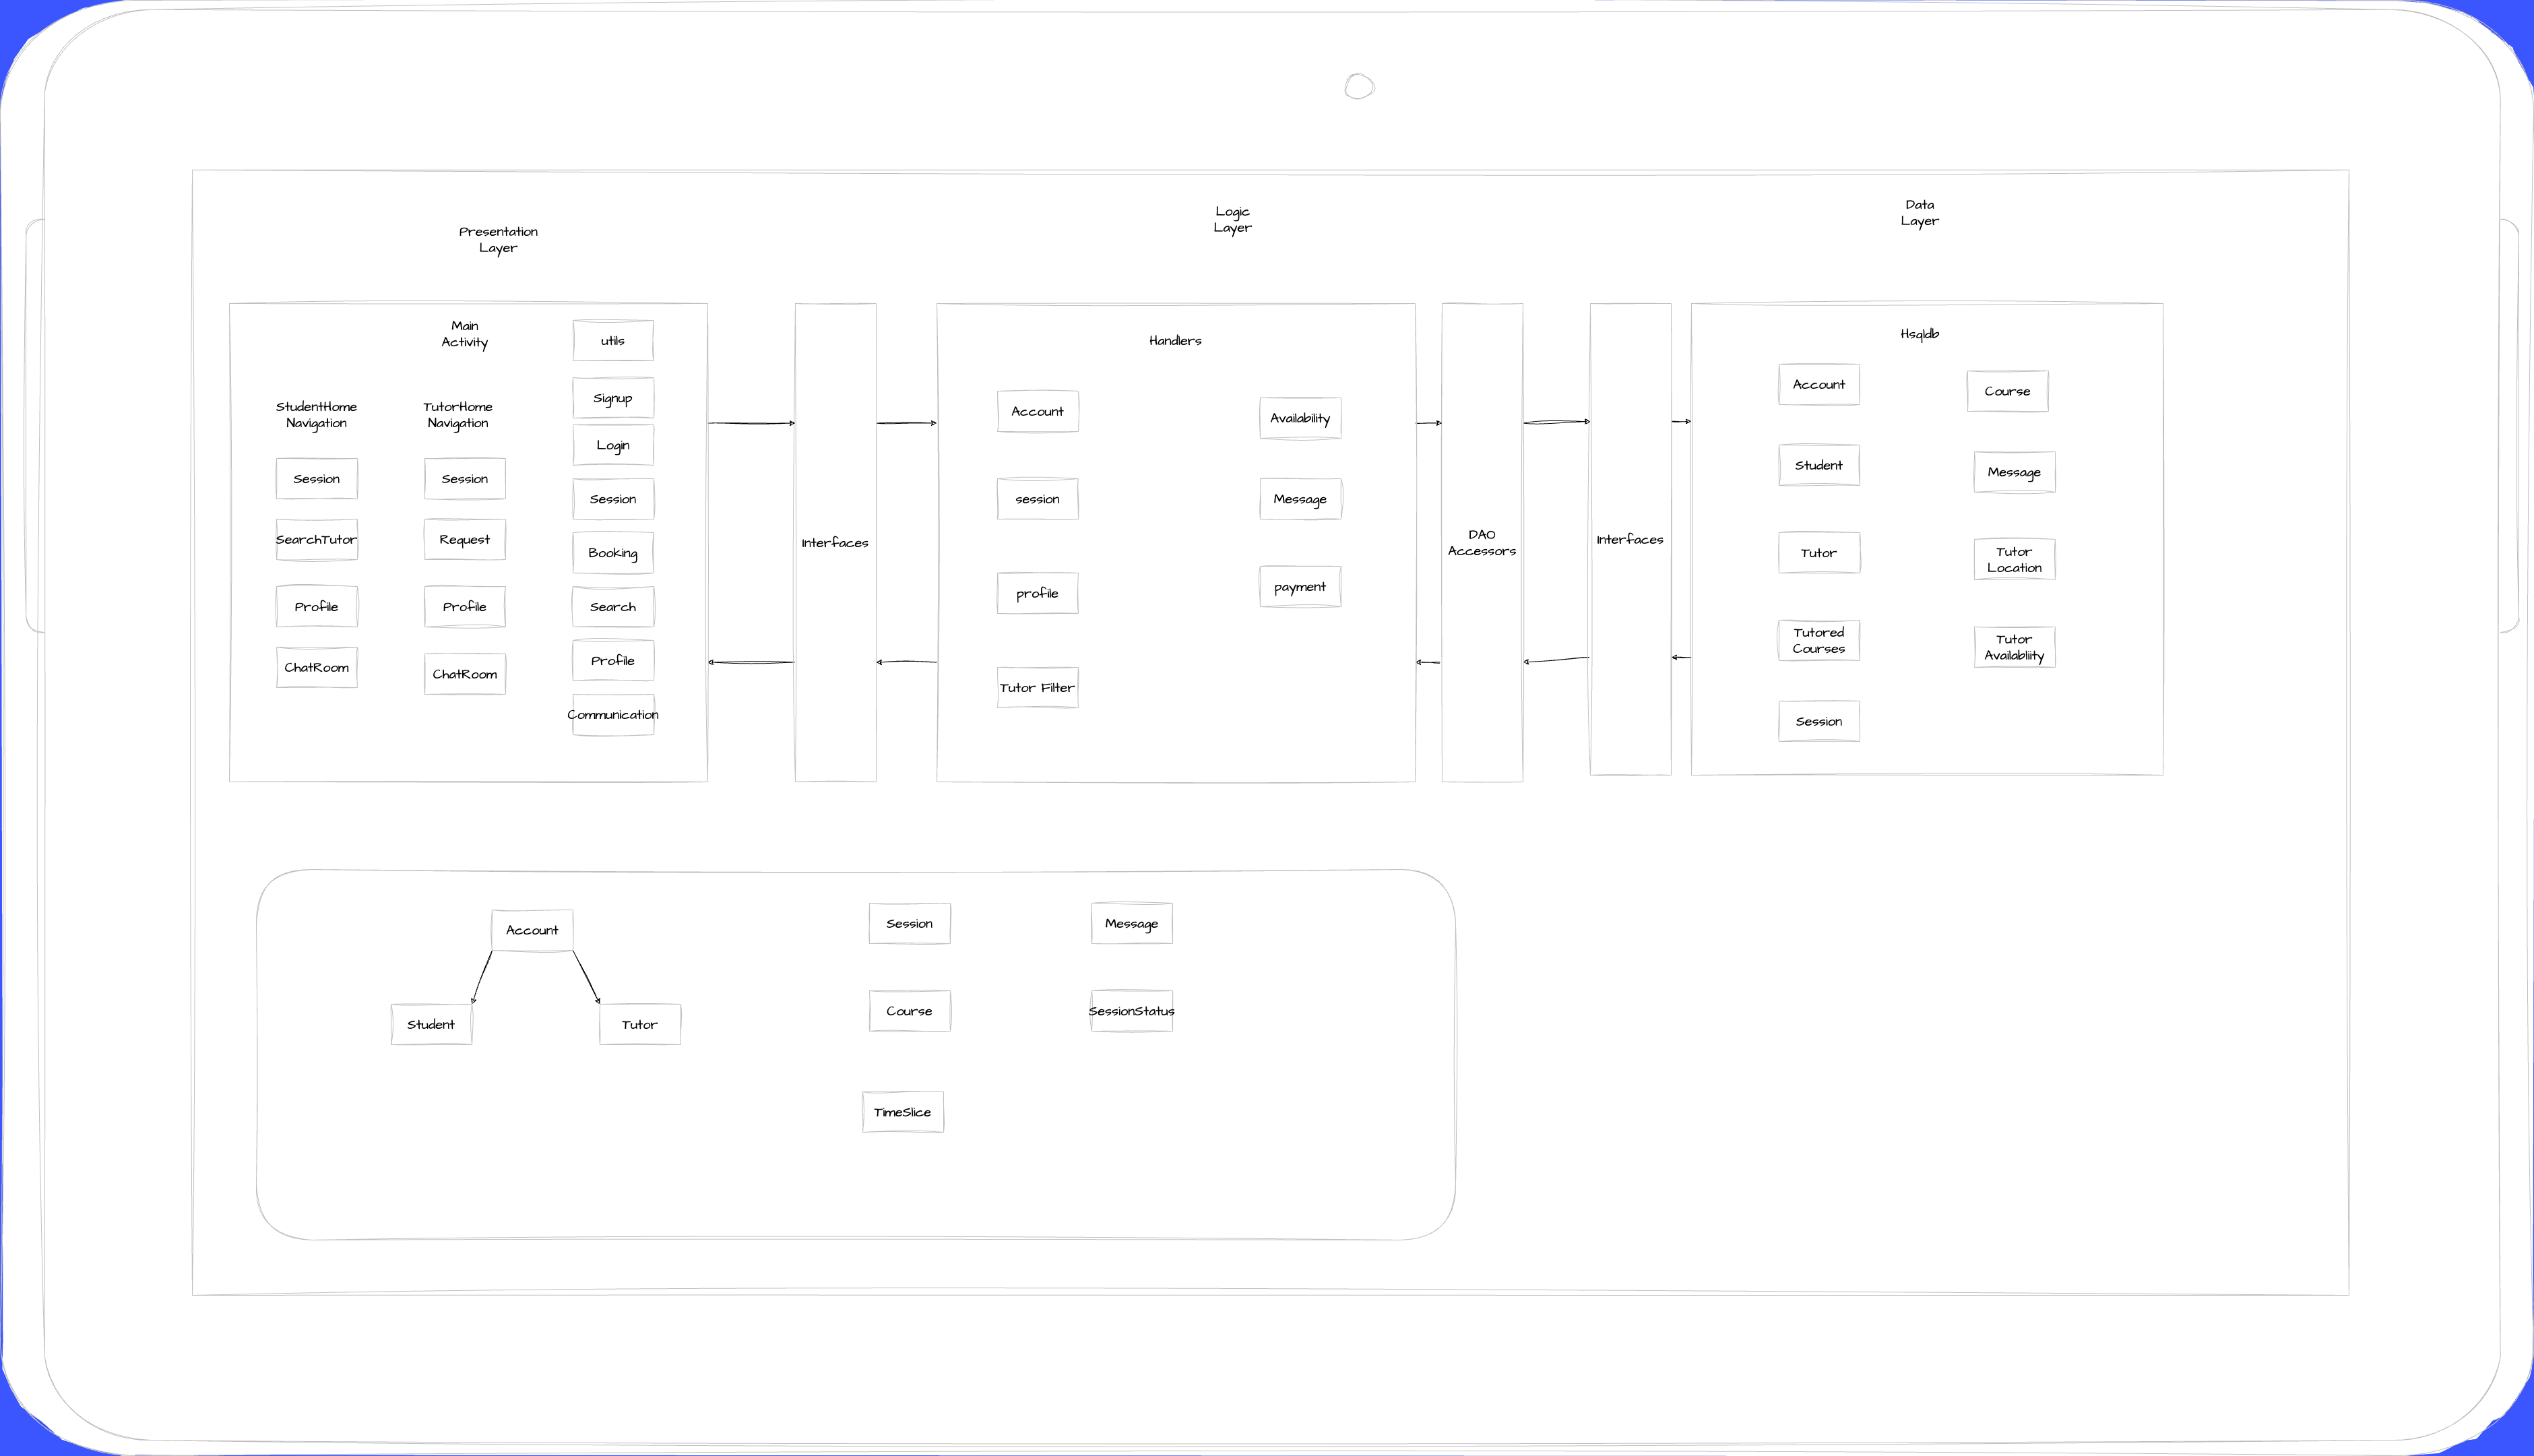 Presentation
Layer
Logic
Layer
Data
Layer
Main
Activity
StudentHome
Navigation
Session
SearchTutor
Profile
ChatRoom
TutorHome
Navigation
Session
Request
Profile
ChatRoom
utils
Signup
Login
Session
Booking
Search
Profile
Communication
Interfaces
Handlers
Account
session
profile
Tutor Filter
Availability
Message
payment
DAO
Accessors
Interfaces
Hsqldb
Account
Student
Tutor
Tutored
Courses
Session
Course
Message
Tutor
Location
Tutor
Availabliity
Account
Student
Tutor
Session
Course
TimeSlice
Message
SessionStatus